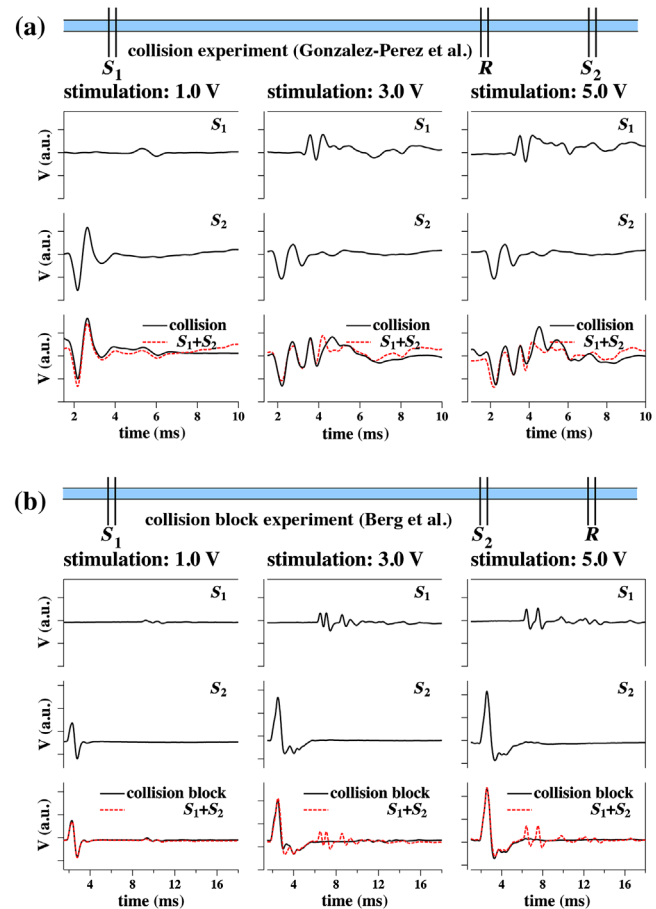 (a)
collision experiment (Gonzalez-Perez et al.)
S1 R S2
stimulation: 1.0 V stimulation: 3.0 V stimulation: 5.0 V
S1 S1 S1
V (a.u.)
S2 S2 S2
V (a.u.)
collision collision collision
S1+S2 S1+S2 S1+S2
V (a.u.)
2 4 6 8 10 2 4 6 8 10 2 4 6 8 10
time (ms) time (ms) time (ms)
(b)
collision block experiment (Berg et al.)
S1 S2 R
stimulation: 1.0 V stimulation: 3.0 V stimulation: 5.0 V
S1 S1 S1
V (a.u.)
S2 S2 S2
V (a.u.)
collision block collision block collision block
S1+S2 S1+S2 S1+S2
V (a.u.)
4 8 12 16 4 8 12 16 4 8 12 16
time (ms) time (ms) time (ms)